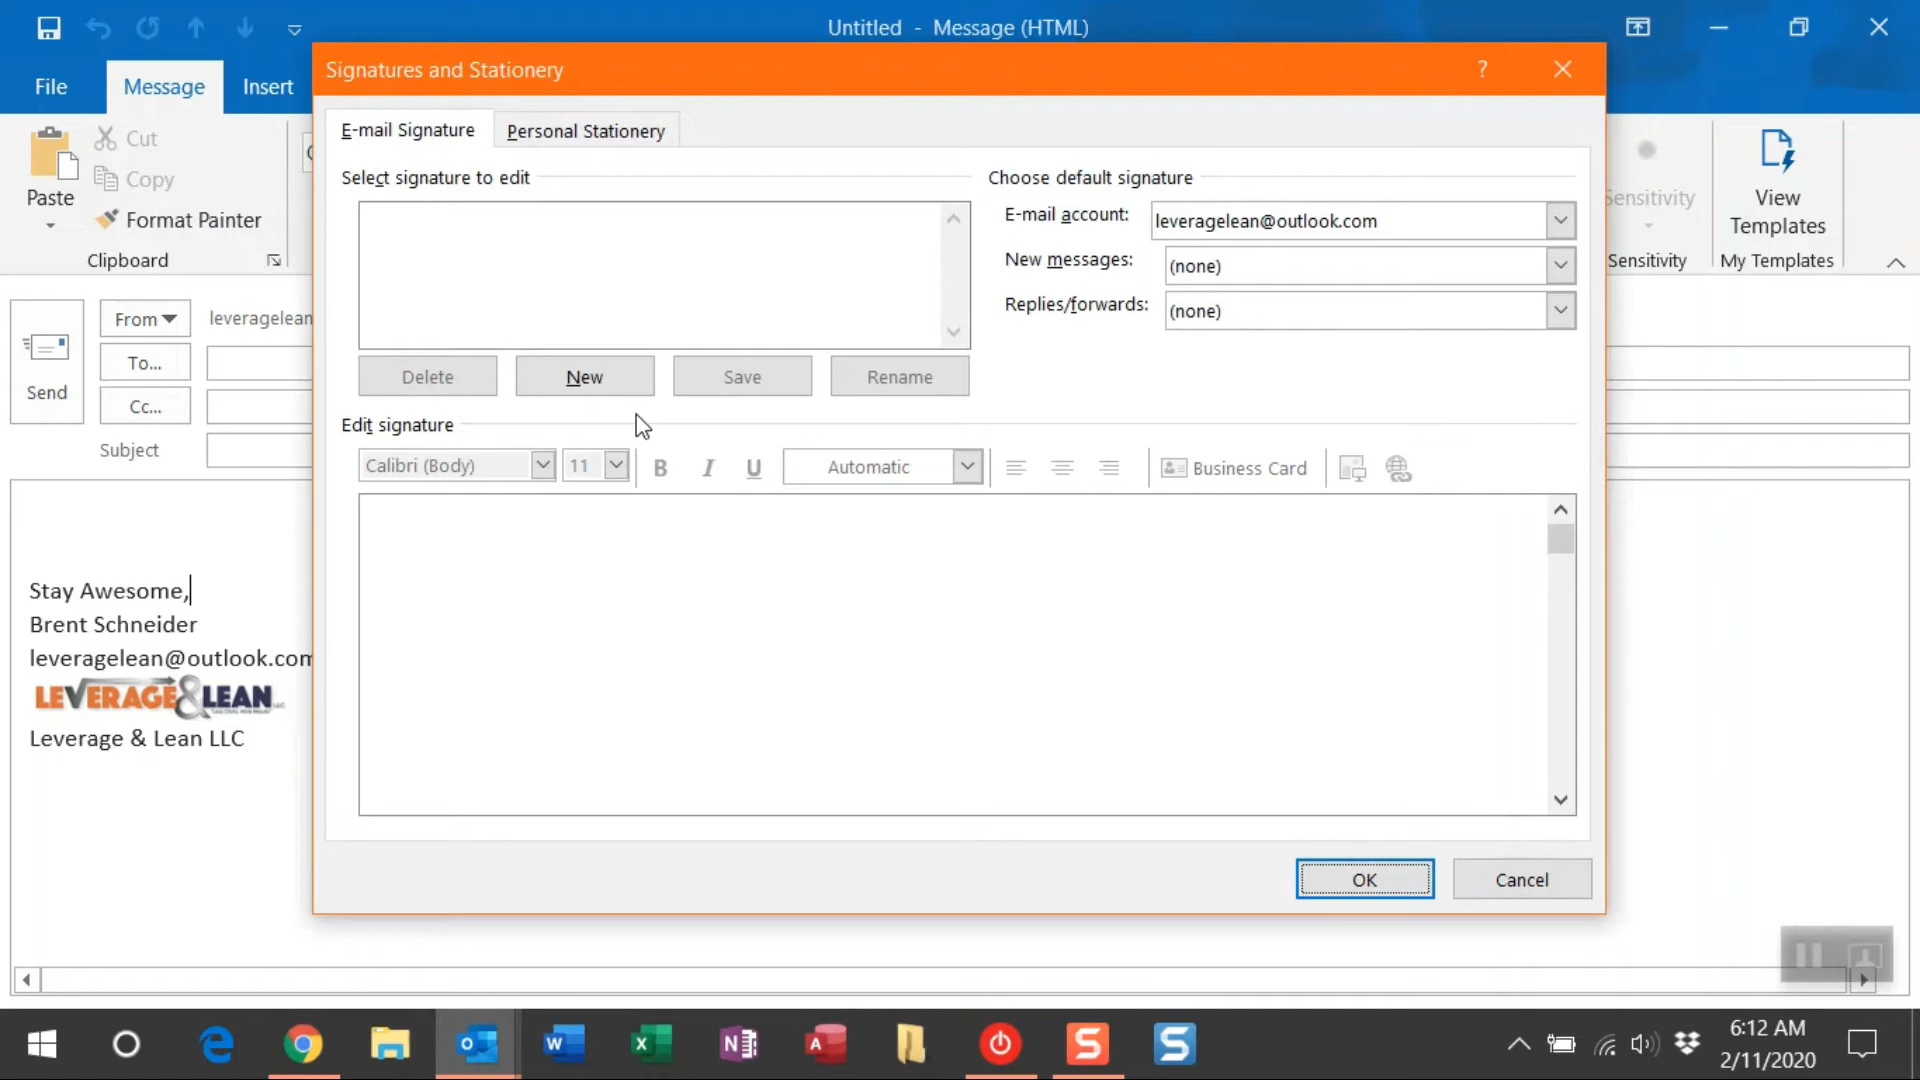 Untitled - Message (HTML)
File
Message
Insert
Signatures and Stationery
?
E-mail Signature
Personal Stationery
Cut
Copy
Paste
Format Painter
Clipboard
Select signature to edit
Choose default signature
E-mail account:
leveragelean@outlook.com
New messages:
(none)
Replies/forwards:
(none)
Delete
New
Save
Rename
Sensitivity
Sensitivity
View
Templates
My Templates
From
leveragelean
To...
Cc...
Send
Subject
Edit signature
Calibri (Body)
11
B
I
U
Automatic
Business Card
Stay Awesome,
Brent Schneider
leveragelean@outlook.com
LEVERAGE&LEAN
Leverage & Lean LLC
OK
Cancel
6:12 AM
2/11/2020